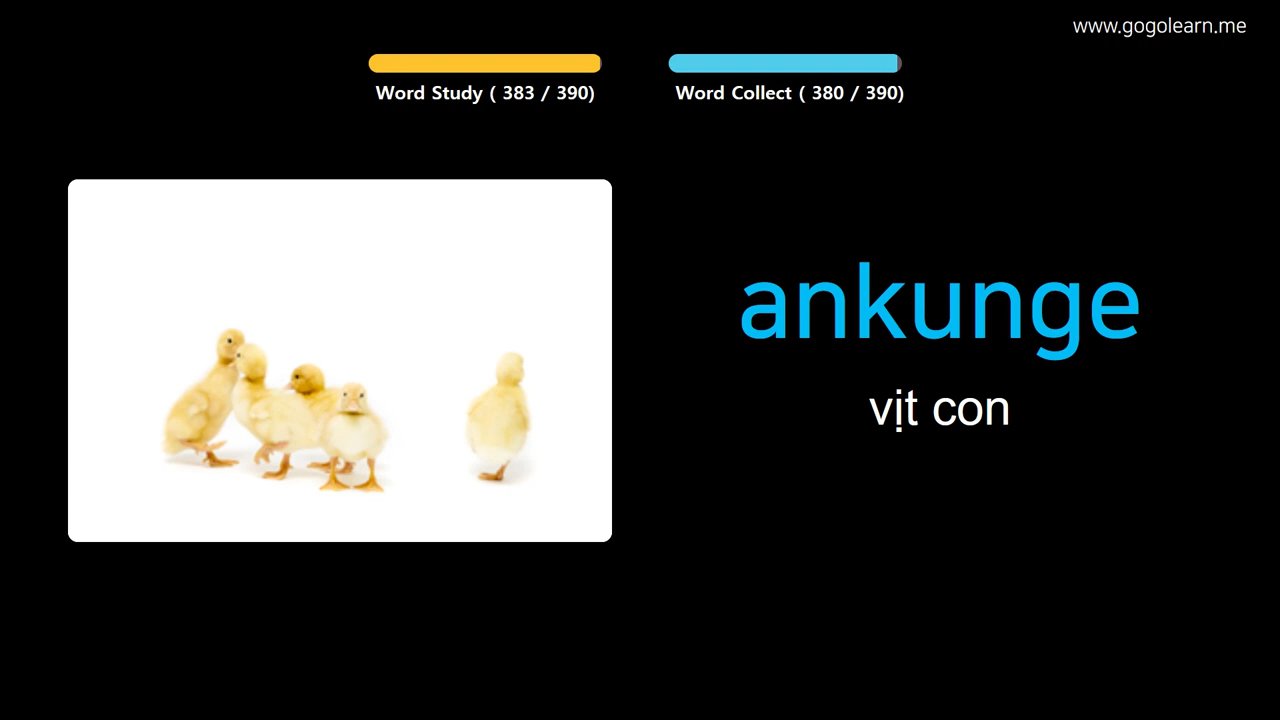 www.gogolearn.me
Word Study ( 383 / 390)
Word Collect ( 380 / 390)
ankunge
vịt con